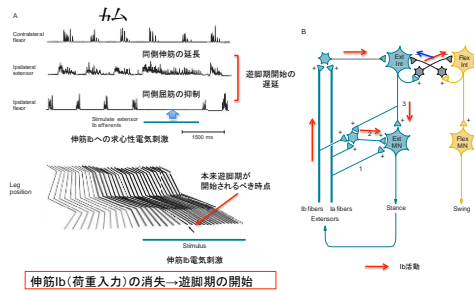 A
カム
Contralateral
flexor
同側伸筋の延長
Ipsilateral
extensor
遊脚期開始の
遅延
同側屈筋の抑制
Ipsilateral
flexor
Stimulate extensor
Ib afferents
1500 ms
伸筋Ibへの求心性電気刺激
本来遊脚期が
開始されるべき時点
Leg
position
Stimulus
伸筋Ib電気刺激
伸筋Ib(荷重入力)の消失→遊脚期の開始
B
Ext
Int
Flex
Int
+
+
+
+
3
+
+
+
2
+
+
1
Ext
MN
Flex
MN
Ib fibers
Ia fibers
Extensors
Stance
Swing
Ib活動